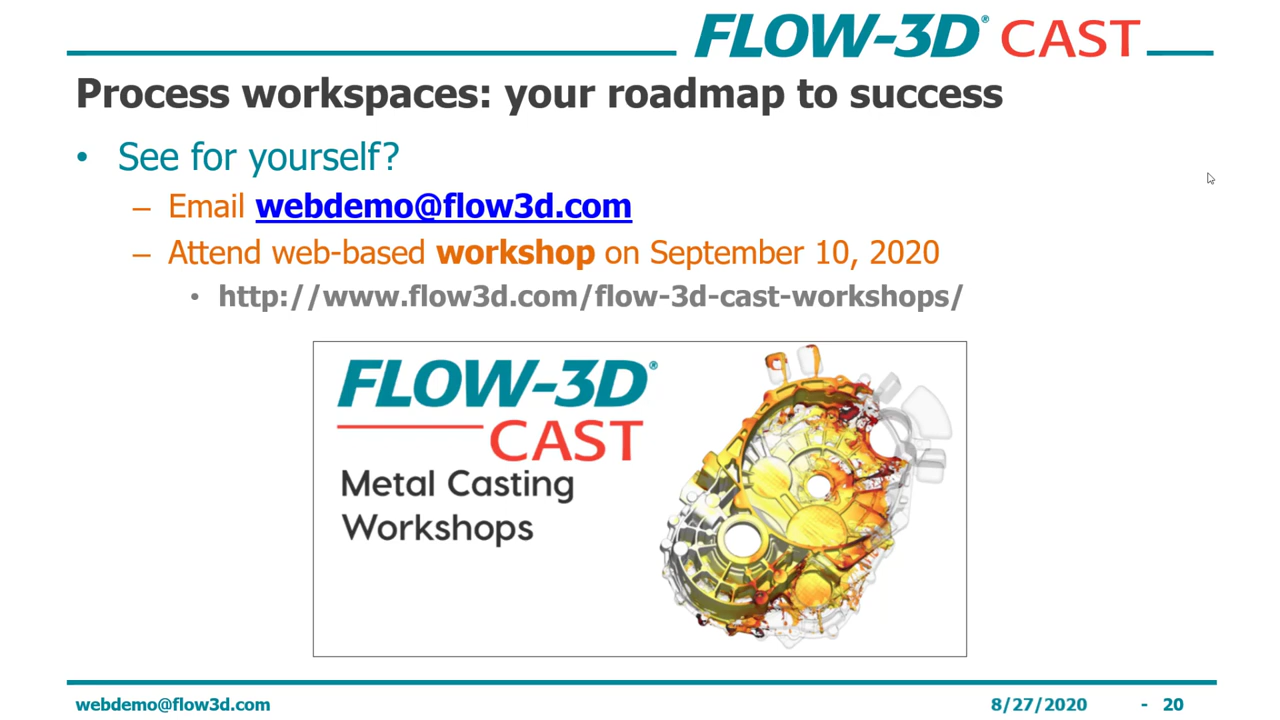 FLOW-3D® CAST
Process workspaces: your roadmap to success
• See for yourself?
– Email webdemo@flow3d.com
– Attend web-based workshop on September 10, 2020
• http://www.flow3d.com/flow-3d-cast-workshops/
FLOW-3D®
CAST
Metal Casting
Workshops
webdemo@flow3d.com 8/27/2020 - 20